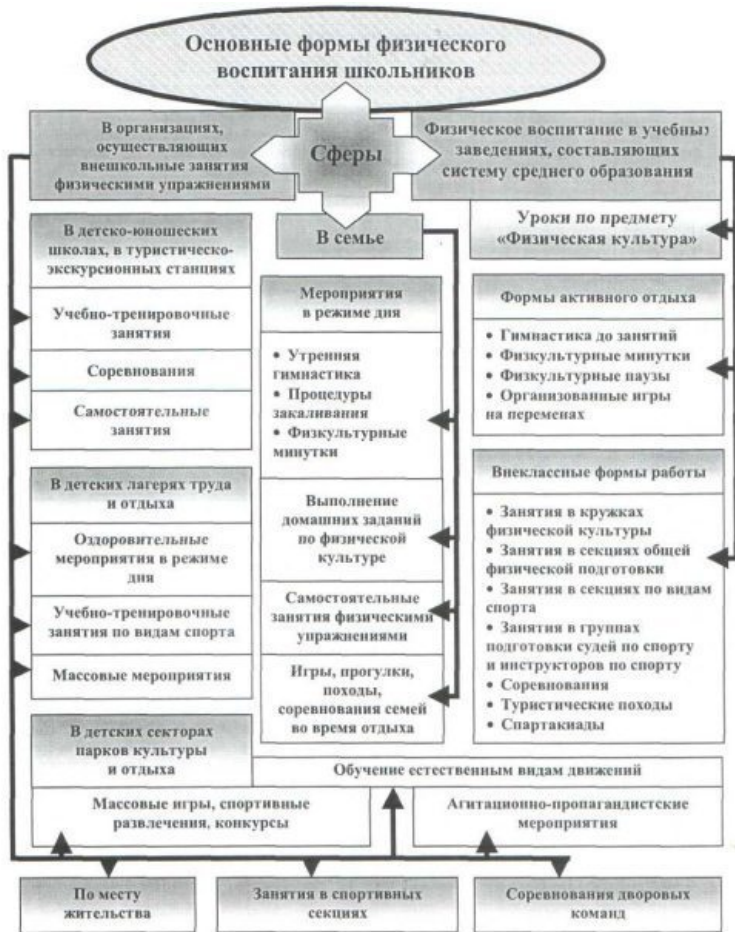 Основные формы физического
воспитания школьников
В организациях,
осуществляющих
внешкольные занятия
физическими упражнениями
Сферы
Физическое воспитание в учебных
заведениях, составляющих
систему среднего образования
В семье
Уроки по предмету
«Физическая культура»
В детско-юношеских
школах, в туристическо-
экскурсионных станциях
Учебно-тренировочные
занятия
Соревнования
Самостоятельные
занятия
В детских лагерях труда
и отдыха
Оздоровительные
мероприятия в режиме
дня
Учебно-тренировочные
занятия по видам спорта
Массовые мероприятия
Мероприятия
в режиме дня
• Утренняя
гимнастика
• Процедуры
закаливания
• Физкультурные
минутки
Выполнение
домашних заданий
по физической
культуре
Самостоятельные
занятия физическими
упражнениями
Игры, прогулки,
походы,
соревнования семей
во время отдыха
Формы активного отдыха
• Гимнастика до занятий
• Физкультурные минутки
• Физкультурные паузы
• Организованные игры
на переменах
Внеклассные формы работы
• Занятия в кружках
физической культуры
• Занятия в секциях общей
физической подготовки
• Занятия в секциях по видам
спорта
• Занятия в группах
подготовки судей по спорту
и инструкторов по спорту
• Соревнования
• Туристические походы
• Спартакиады
В детских секторах
парков культуры
и отдыха
Обучение естественным видам движений
Массовые игры, спортивные
развлечения, конкурсы
Агитационно-пропагандистские
мероприятия
По месту
жительства
Занятия в спортивных
секциях
Соревнования дворовых
команд